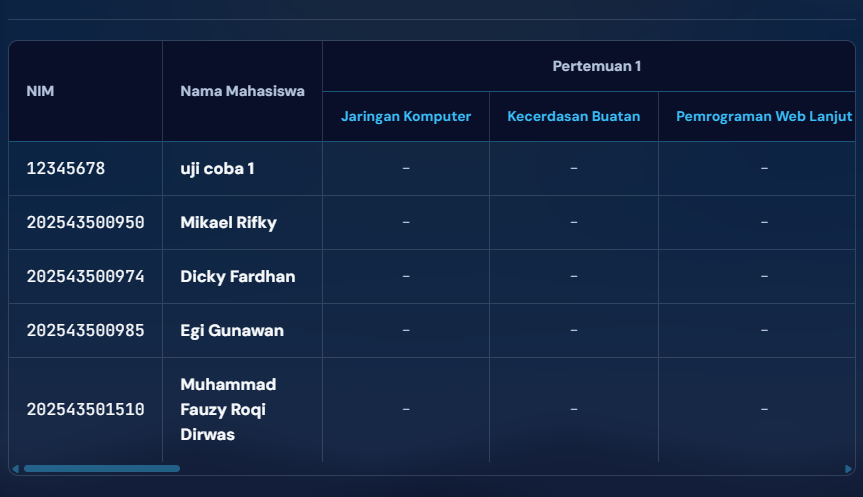 NIM
Nama Mahasiswa
Pertemuan 1
Jaringan Komputer
Kecerdasan Buatan
Pemrograman Web Lanjut
12345678
uji coba 1
–
–
–
202543500950
Mikael Rifky
–
–
–
202543500974
Dicky Fardhan
–
–
–
202543500985
Egi Gunawan
–
–
–
202543501510
Muhammad
Fauzy Roqi
Dirwas
–
–
–